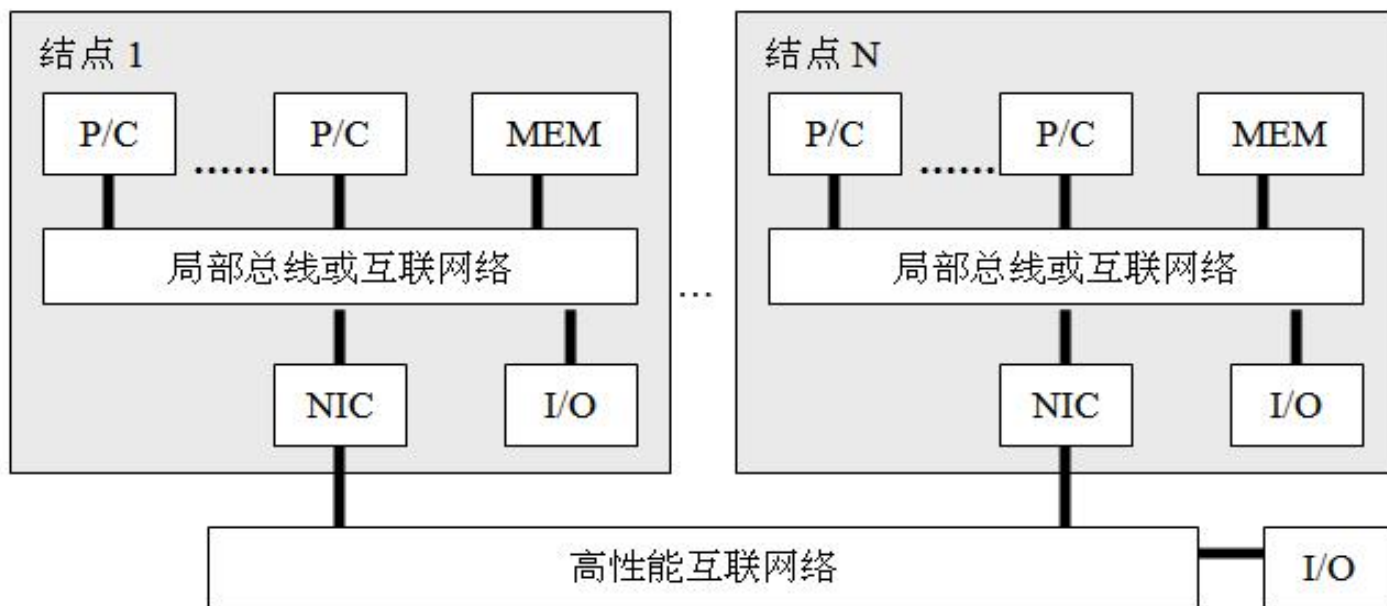 结点 1
结点 N
P/C ...... P/C MEM
P/C ...... P/C MEM
局部总线或互联网络
...
局部总线或互联网络
NIC I/O
NIC I/O
高性能互联网络
I/O